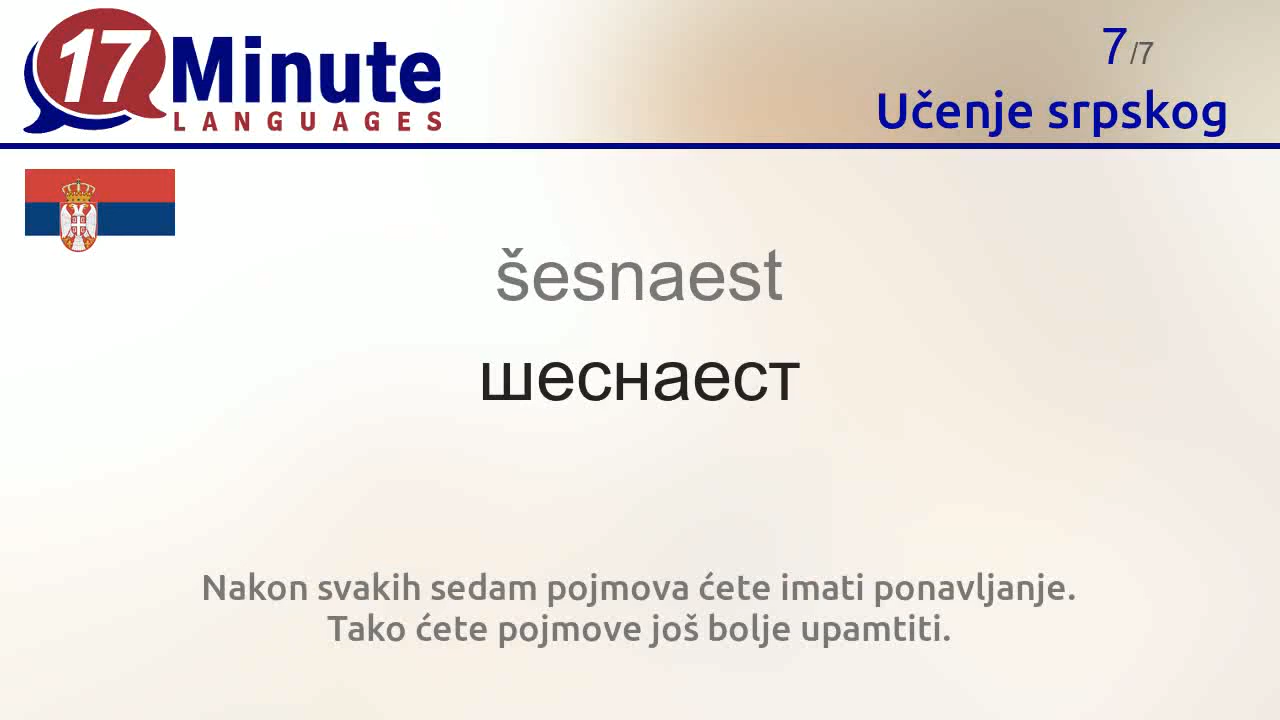 17 Minute
LANGUAGES
7/7
Učenje srpskog
šesnaest
шеснаест
Nakon svakih sedam pojmova ćete imati ponavljanje.
Tako ćete pojmove još bolje upamtiti.